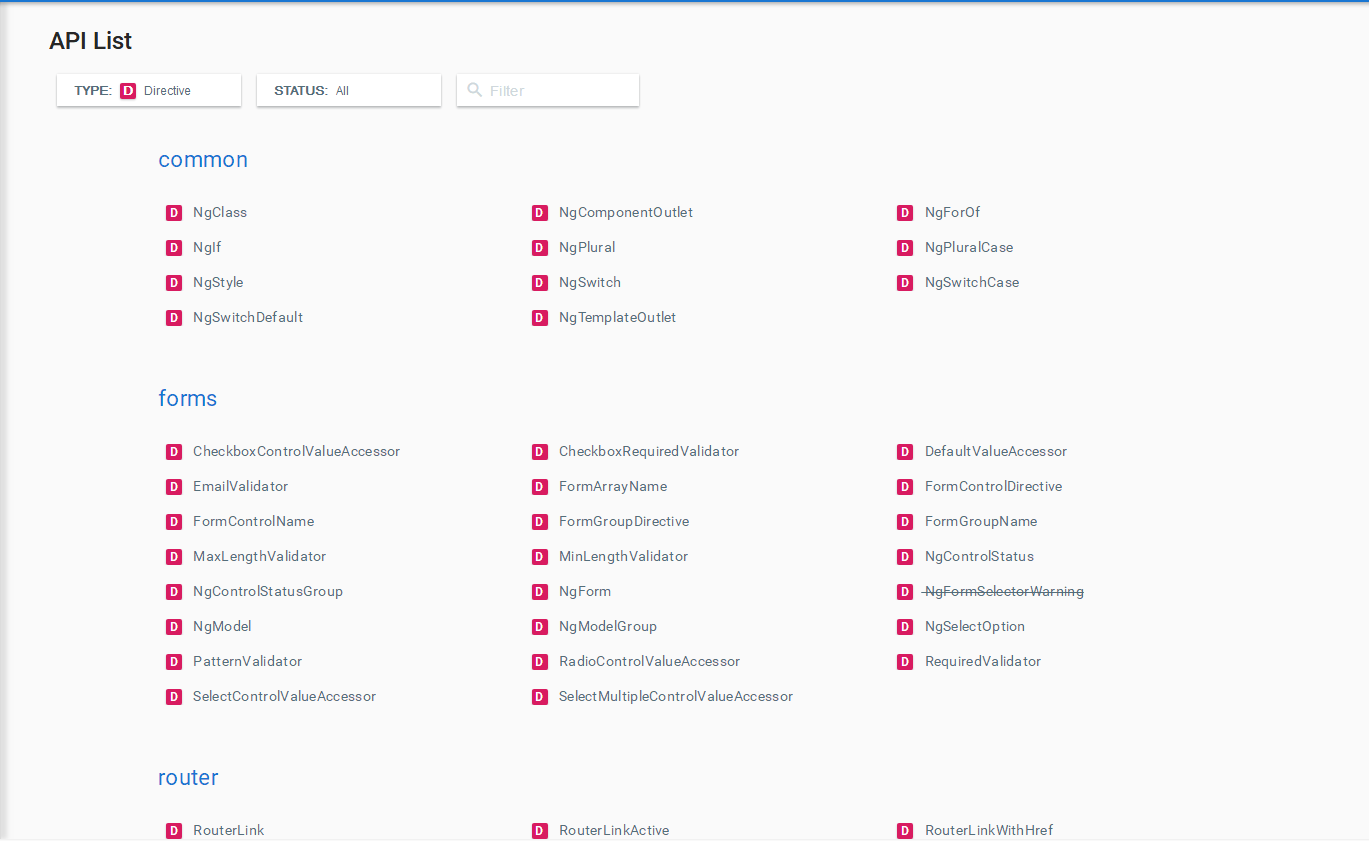 API List
TYPE: D Directive STATUS: All Filter
common
D NgClass D NgComponentOutlet D NgForOf
D NgIf D NgPlural D NgPluralCase
D NgStyle D NgSwitch D NgSwitchCase
D NgSwitchDefault D NgTemplateOutlet
forms
D CheckboxControlValueAccessor D CheckboxRequiredValidator D DefaultValueAccessor
D EmailValidator D FormArrayName D FormControlDirective
D FormControlName D FormGroupDirective D FormGroupName
D MaxLengthValidator D MinLengthValidator D NgControlStatus
D NgControlStatusGroup D NgForm D NgFormSelectorWarning
D NgModel D NgModelGroup D NgSelectOption
D PatternValidator D RadioControlValueAccessor D RequiredValidator
D SelectControlValueAccessor D SelectMultipleControlValueAccessor
router
D RouterLink D RouterLinkActive D RouterLinkWithHref